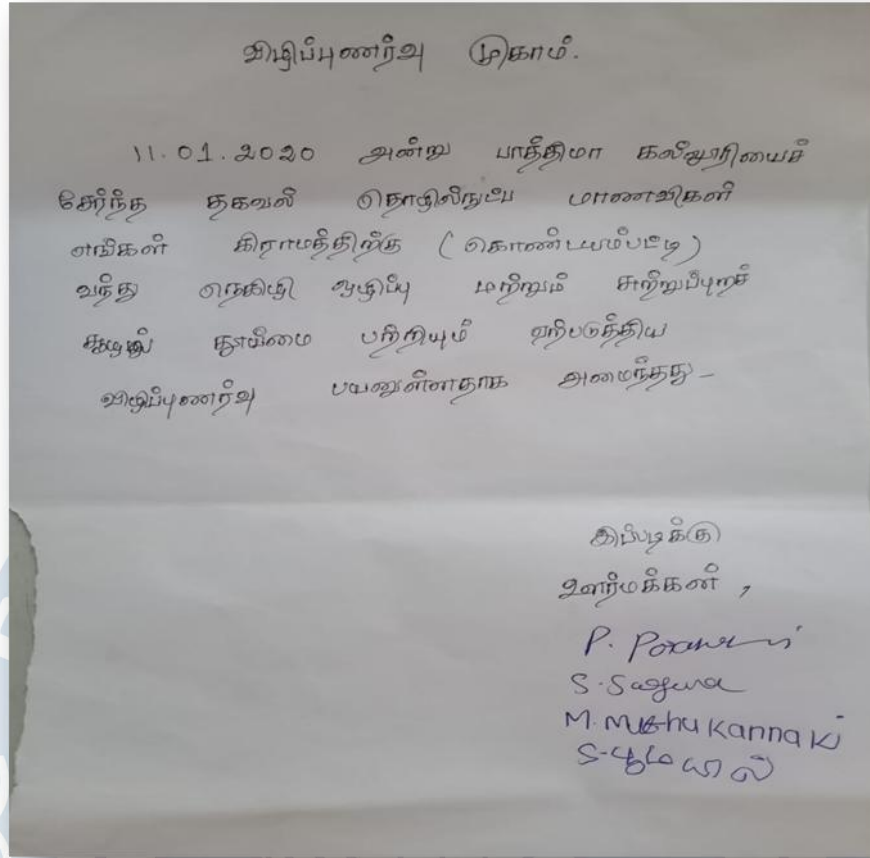 விழிப்புணர்வு முகாம்.
11.01.2020 அன்று பாத்திமா கல்லூரியைச்
சேர்ந்த தகவல் தொழில்நுட்ப மாணவிகள்
எங்கள் கிராமத்திற்கு (கொண்டயம்பட்டி)
வந்து நெகிழி ஒழிப்பு மற்றும் சுற்றுப்புறச்
சூழல் தூய்மை பற்றியும் ஏற்படுத்திய
விழிப்புணர்வு பயனுள்ளதாக அமைந்தது-
இப்படிக்கு
ஊர்மக்கள்,
P.
S.
M. Muthu Kannaki
S.